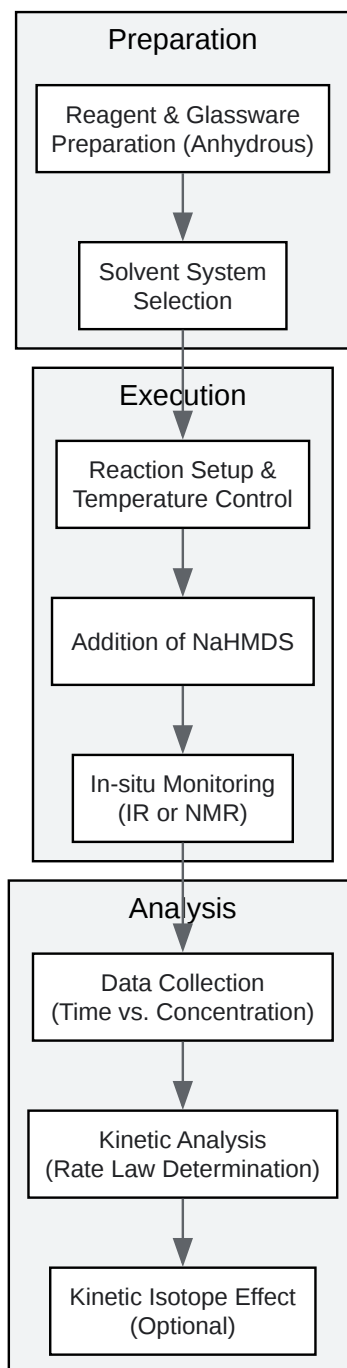 Preparation
Reagent & Glassware
Preparation (Anhydrous)
Solvent System
Selection
Execution
Reaction Setup &
Temperature Control
Addition of NaHMDS
In-situ Monitoring
(IR or NMR)
Analysis
Data Collection
(Time vs. Concentration)
Kinetic Analysis
(Rate Law Determination)
Kinetic Isotope Effect
(Optional)